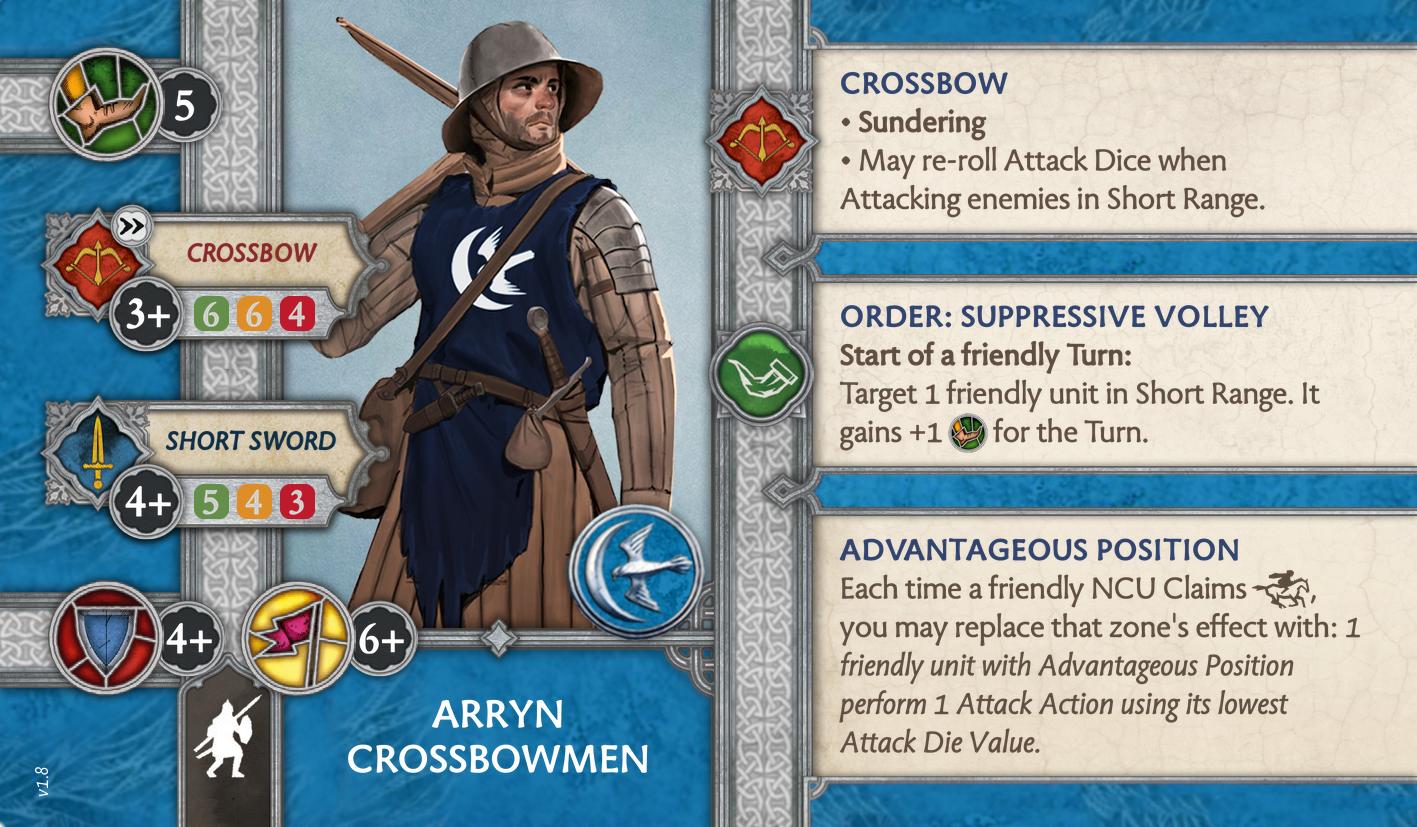 5
CROSSBOW
3+ 6 6 4
SHORT SWORD
4+ 5 4 3
4+ 6+
ARRYN
CROSSBOWMEN
v1.8
CROSSBOW
• Sundering
• May re-roll Attack Dice when
Attacking enemies in Short Range.
ORDER: SUPPRESSIVE VOLLEY
Start of a friendly Turn:
Target 1 friendly unit in Short Range. It
gains +1 for the Turn.
ADVANTAGEOUS POSITION
Each time a friendly NCU Claims ,
you may replace that zone's effect with: 1
friendly unit with Advantageous Position
perform 1 Attack Action using its lowest
Attack Die Value.